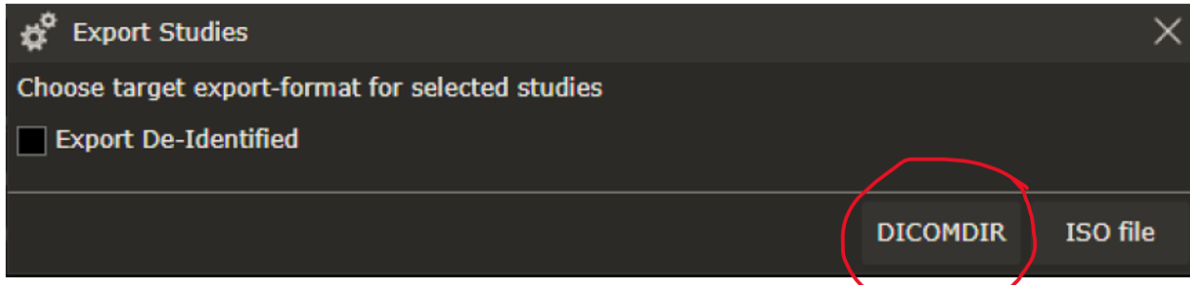 Export Studies
Choose target export-format for selected studies
Export De-Identified
DICOMDIR ISO file